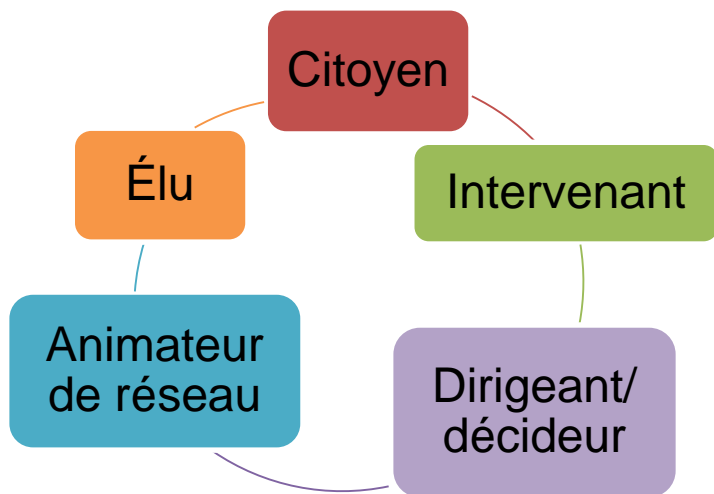 Citoyen
Intervenant
Dirigeant/
décideur
Animateur
de réseau
Élu